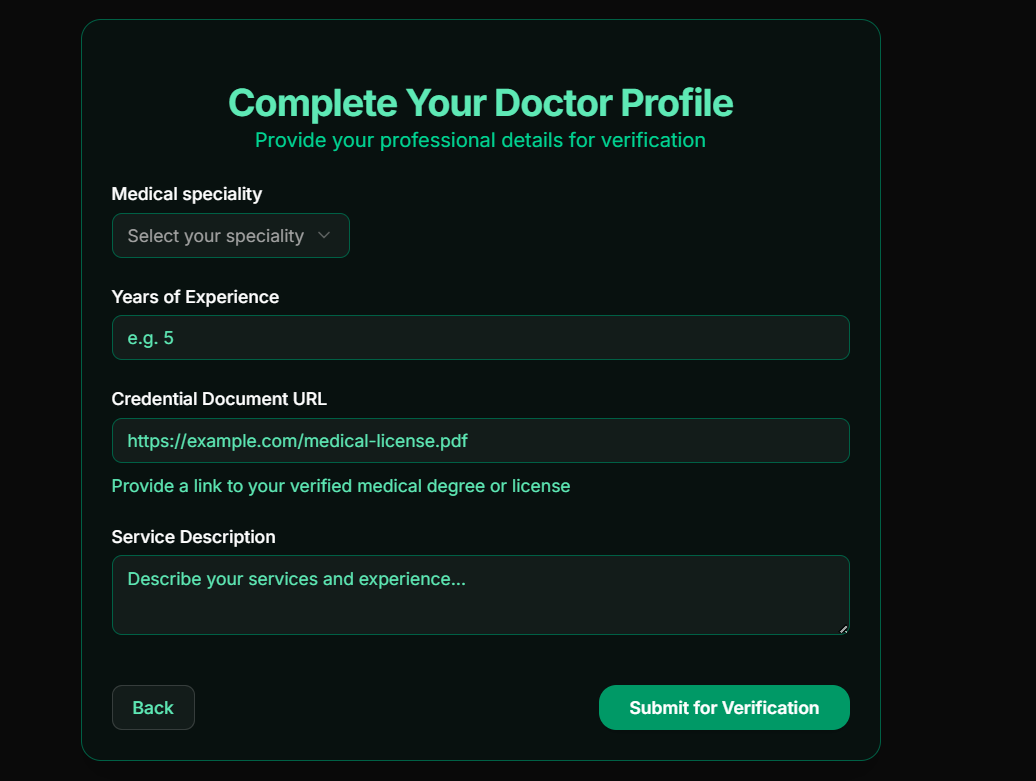 Complete Your Doctor Profile
Provide your professional details for verification
Medical speciality
Select your speciality
Years of Experience
e.g. 5
Credential Document URL
https://example.com/medical-license.pdf
Provide a link to your verified medical degree or license
Service Description
Describe your services and experience...
Back
Submit for Verification